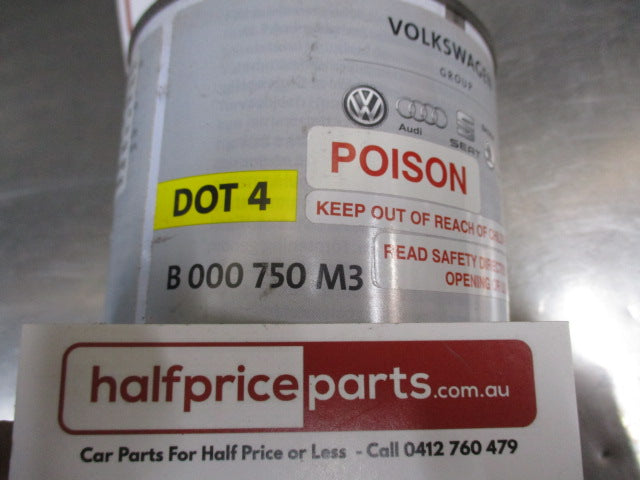 VOLKSWAGEN
GROUP
Audi
SEAT
POISON
DOT 4
KEEP OUT OF REACH OF
READ SAFETY
OPENING
B 000 750 M3
halfpriceparts.com.au
Car Parts For Half Price or Less - Call 0412 760 479